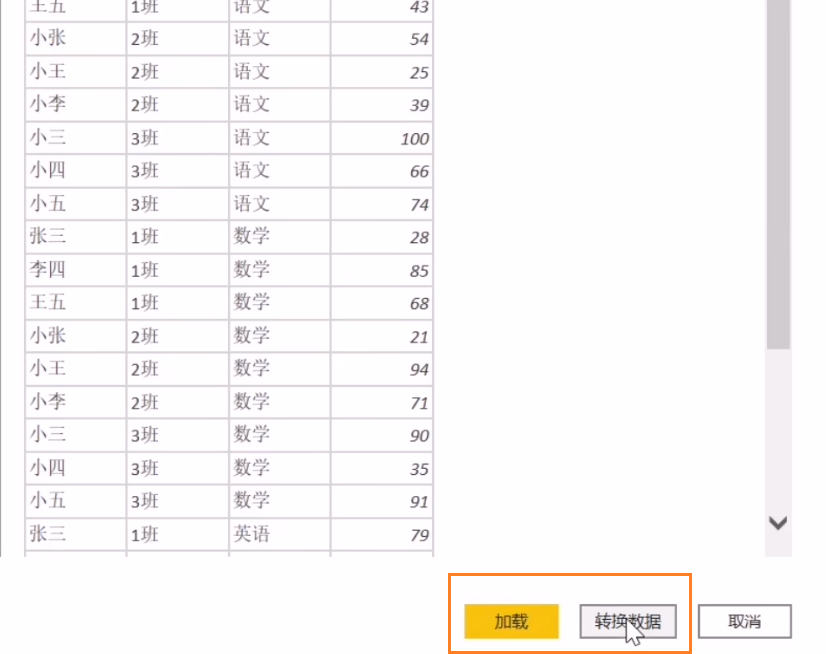 王五 1班 语文 43
小张 2班 语文 54
小王 2班 语文 25
小李 2班 语文 39
小三 3班 语文 100
小四 3班 语文 66
小五 3班 语文 74
张三 1班 数学 28
李四 1班 数学 85
王五 1班 数学 68
小张 2班 数学 21
小王 2班 数学 94
小李 2班 数学 71
小三 3班 数学 90
小四 3班 数学 35
小五 3班 数学 91
张三 1班 英语 79
加载 转换数据 取消